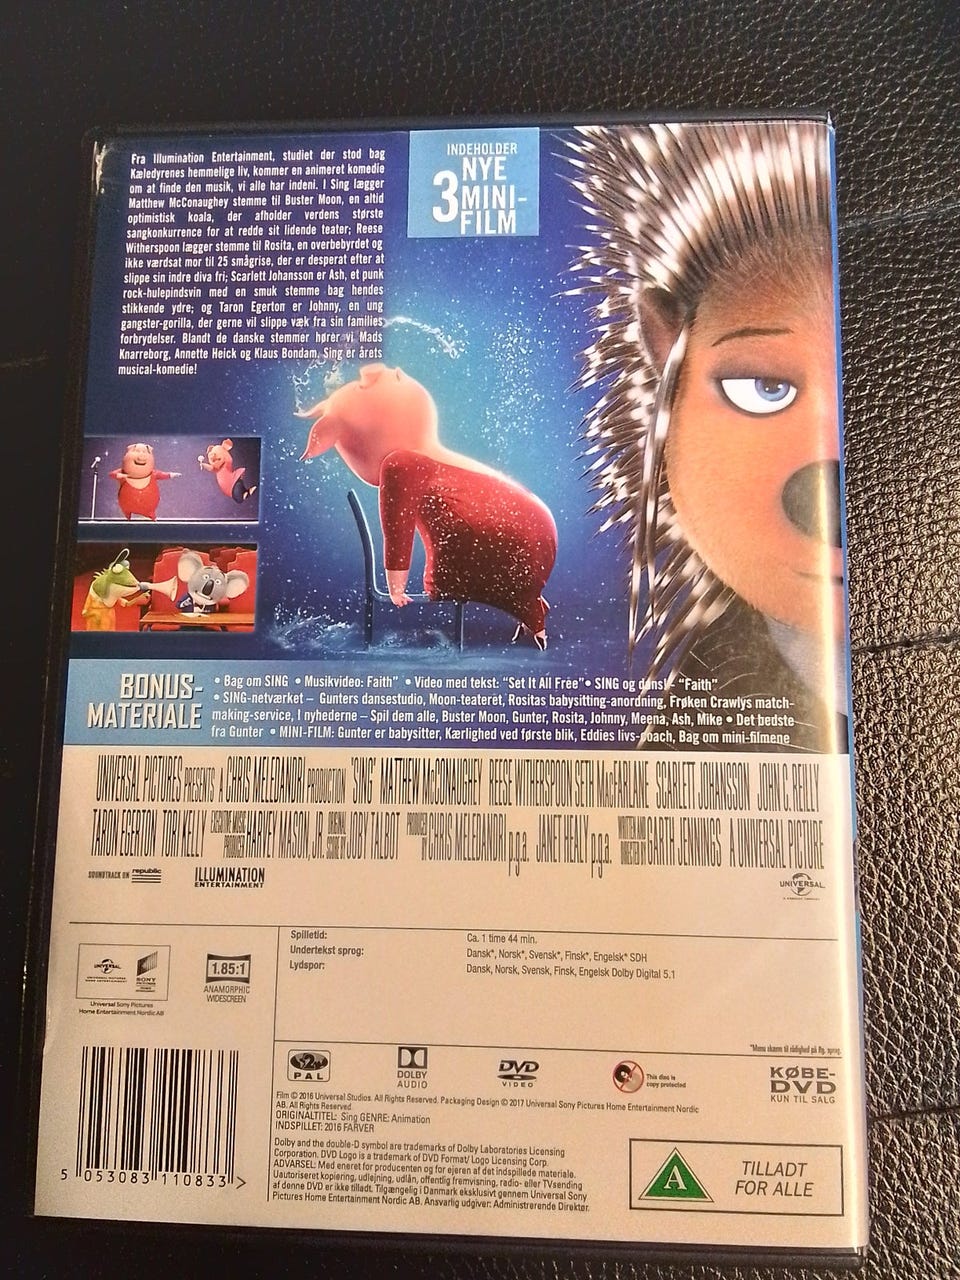 Fra Illumination Entertainment, studiet der stod bag
Kæledyrenes hemmelige liv, kommer en animeret komedie
om at finde den musik, vi alle har indeni. I Sing lægger
Matthew McConaughey stemme til Buster Moon, en altid
optimistisk koala, der afholder verdens største
sangkonkurrence for at redde sit lidende teater; Reese
Witherspoon lægger stemme til Rosita, en overbebyrdet og
ikke værdsat mor til 25 smågrise, der er desperat efter at
slippe sin indre diva fri; Scarlett Johansson er Ash, et punk
rock-hulepindsvin med en smuk stemme bag hendes
stikkende ydre; og Taron Egerton er Johnny, en ung
gangster-gorilla, der gerne vil slippe væk fra sin families
forbrydelser. Blandt de danske stemmer hører vi Mads
Knarreborg, Annette Heick og Klaus Bondam. Sing er årets
musical-komedie!
INDEHOLDER
3 NYE
MINI-
FILM
BONUS-
MATERIALE
• Bag om SING • Musikvideo: Faith” • Video med tekst: “Set It All Free” • SING og dans! - “Faith”
• SING-netværket – Gunters dansestudio, Moon-teateret, Rositas babysitting-anordning, Frøken Crawlys match-
making-service, I nyhederne – Spil dem alle, Buster Moon, Gunter, Rosita, Johnny, Meena, Ash, Mike • Det bedste
fra Gunter • MINI-FILM: Gunter er babysitter, Kærlighed ved første blik, Eddies livs-coach, Bag om mini-filmene
UNIVERSAL PICTURES PRESENTS A CHRIS MELEDANDRI PRODUCTION 'SING' MATTHEW McCONAUGHEY REESE WITHERSPOON SETH MacFARLANE SCARLETT JOHANSSON JOHN C. REILLY
TARON EGERTON TORI KELLY EXECUTIVE MUSIC PRODUCER HARVEY MASON, JR. ORIGINAL SCORE BY JOBY TALBOT PRODUCED BY CHRIS MELEDANDRI p.g.a. JANET HEALY p.g.a. WRITTEN AND DIRECTED BY GARTH JENNINGS A UNIVERSAL PICTURE
SOUNDTRACK ON republic
ILLUMINATION
ENTERTAINMENT
UNIVERSAL
Spilletid: Ca. 1 time 44 min.
Undertekst sprog: Dansk*, Norsk*, Svensk*, Finsk*, Engelsk* SDH
Lydspor: Dansk, Norsk, Svensk, Finsk, Engelsk Dolby Digital 5.1
UNIVERSAL
SONY
Universal Sony Pictures
Home Entertainment Nordic AB
1.85:1
ANAMORPHIC
WIDESCREEN
2
PAL
DOLBY
AUDIO
DVD
VIDEO
This disc is
copy protected
KØBE-
DVD
KUN TIL SALG
Film © 2016 Universal Studios. All Rights Reserved. Packaging Design © 2017 Universal Sony Pictures Home Entertainment Nordic
AB. All Rights Reserved.
ORIGINALTITEL: Sing GENRE: Animation
INDSPILLET: 2016 FARVER
Dolby and the double-D symbol are trademarks of Dolby Laboratories Licensing
Corporation. DVD Logo is a trademark of DVD Format/ Logo Licensing Corp.
ADVARSEL: Med eneret for producenten og for ejeren af det indspillede materiale.
Uautoriseret kopiering, udlejning, udlån, offentlig fremvisning, radio- eller TVsending
af denne DVD er ikke tilladt. Tilgængelig i Danmark eksklusivt gennem Universal Sony
Pictures Home Entertainment Nordic AB. Ansvarlig udgiver: Administrerende Direktør.
A
TILLADT
FOR ALLE
5 053083 110833 >